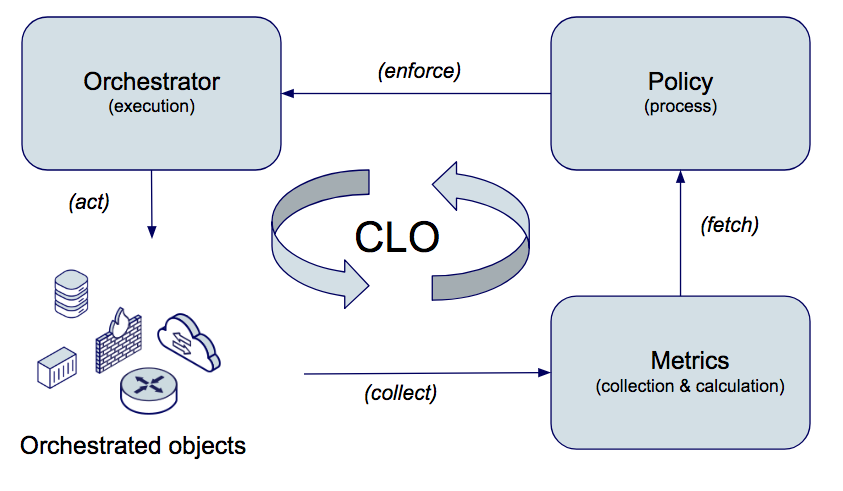 Orchestrator
(execution)
(enforce)
Policy
(process)
(act)
CLO
(fetch)
Metrics
(collection & calculation)
(collect)
Orchestrated objects